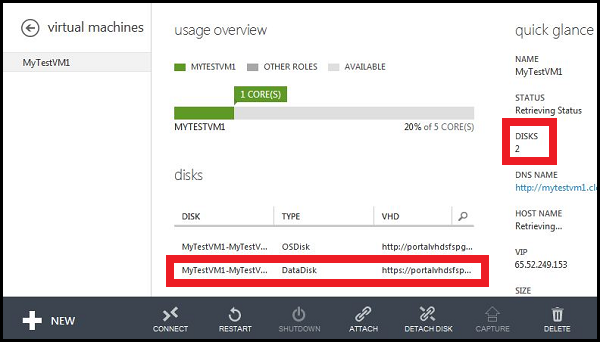 virtual machines
MyTestVM1
usage overview
MYTESTVM1 OTHER ROLES AVAILABLE
1 CORE(S)
MYTESTVM1 20% of 5 CORE(S)
disks
DISK TYPE VHD
MyTestVM1-MyTestV... OSDisk http://portalvhdsfspg...
MyTestVM1-MyTestV... DataDisk https://portalvhdsfsp...
quick glance
NAME
MyTestVM1
STATUS
Retrieving Status
DISKS
2
DNS NAME
http://mytestvm1.cl
HOST NAME
Retrieving...
VIP
65.52.249.153
SIZE
NEW CONNECT RESTART SHUTDOWN ATTACH DETACH DISK CAPTURE DELETE